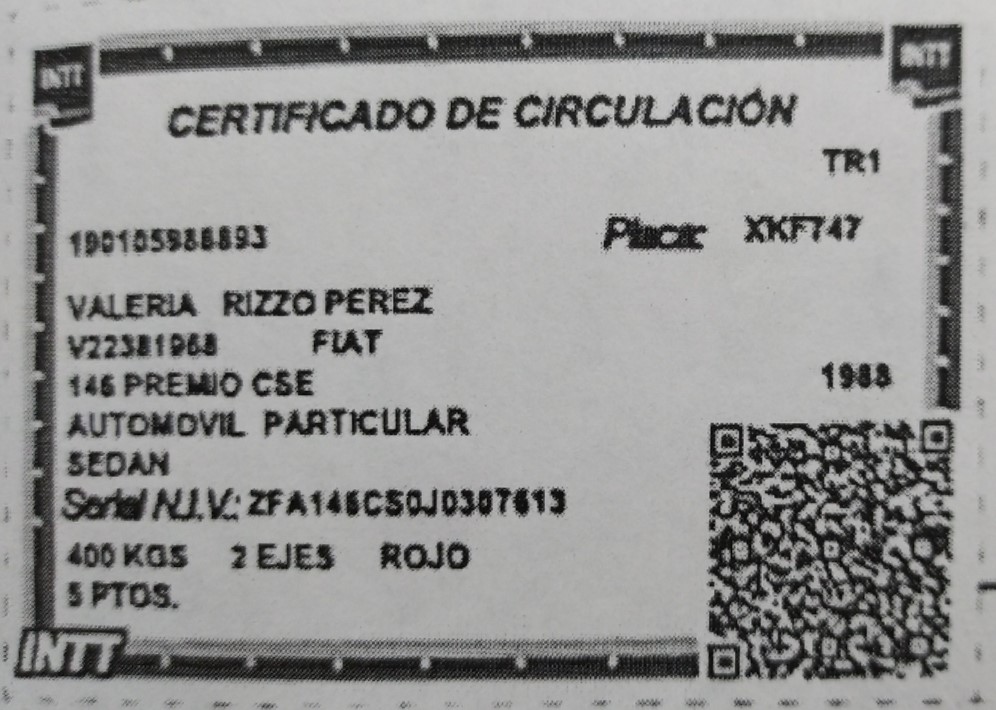 INTT INTT
CERTIFICADO DE CIRCULACIÓN
TR1
190105988893 Placa: XKF747
VALERIA RIZZO PEREZ
V22381968 FIAT
146 PREMIO CSE 1988
AUTOMOVIL PARTICULAR
SEDAN
Serial N.I.V.: ZFA146CS0J0307613
400 KGS 2 EJES ROJO
5 PTOS.
INTT